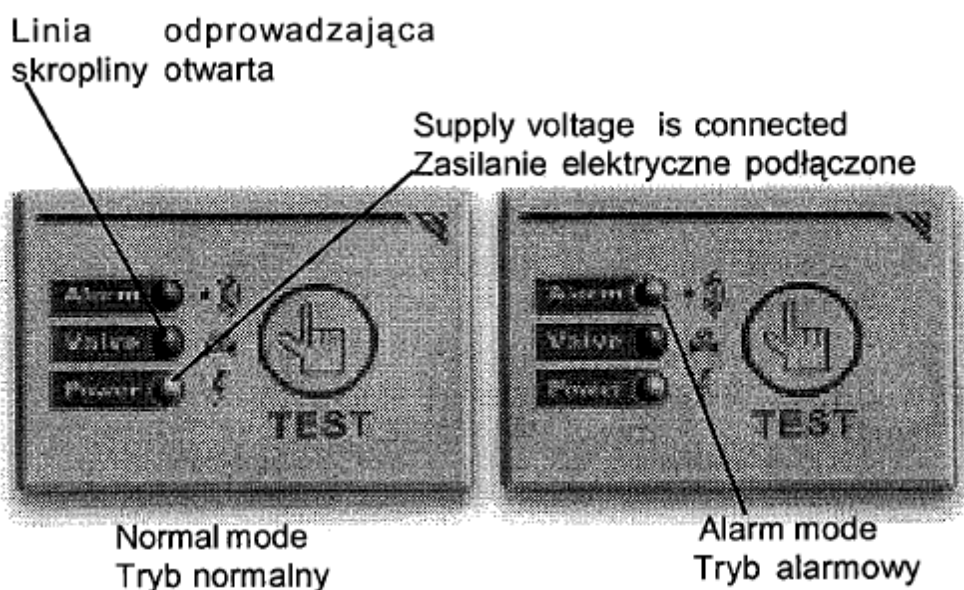 Linia odprowadzająca
skropliny otwarta
Supply voltage is connected
Zasilanie elektryczne podłączone
Alarm
Valve
Power
TEST
Alarm
Valve
Power
TEST
Normal mode
Tryb normalny
Alarm mode
Tryb alarmowy